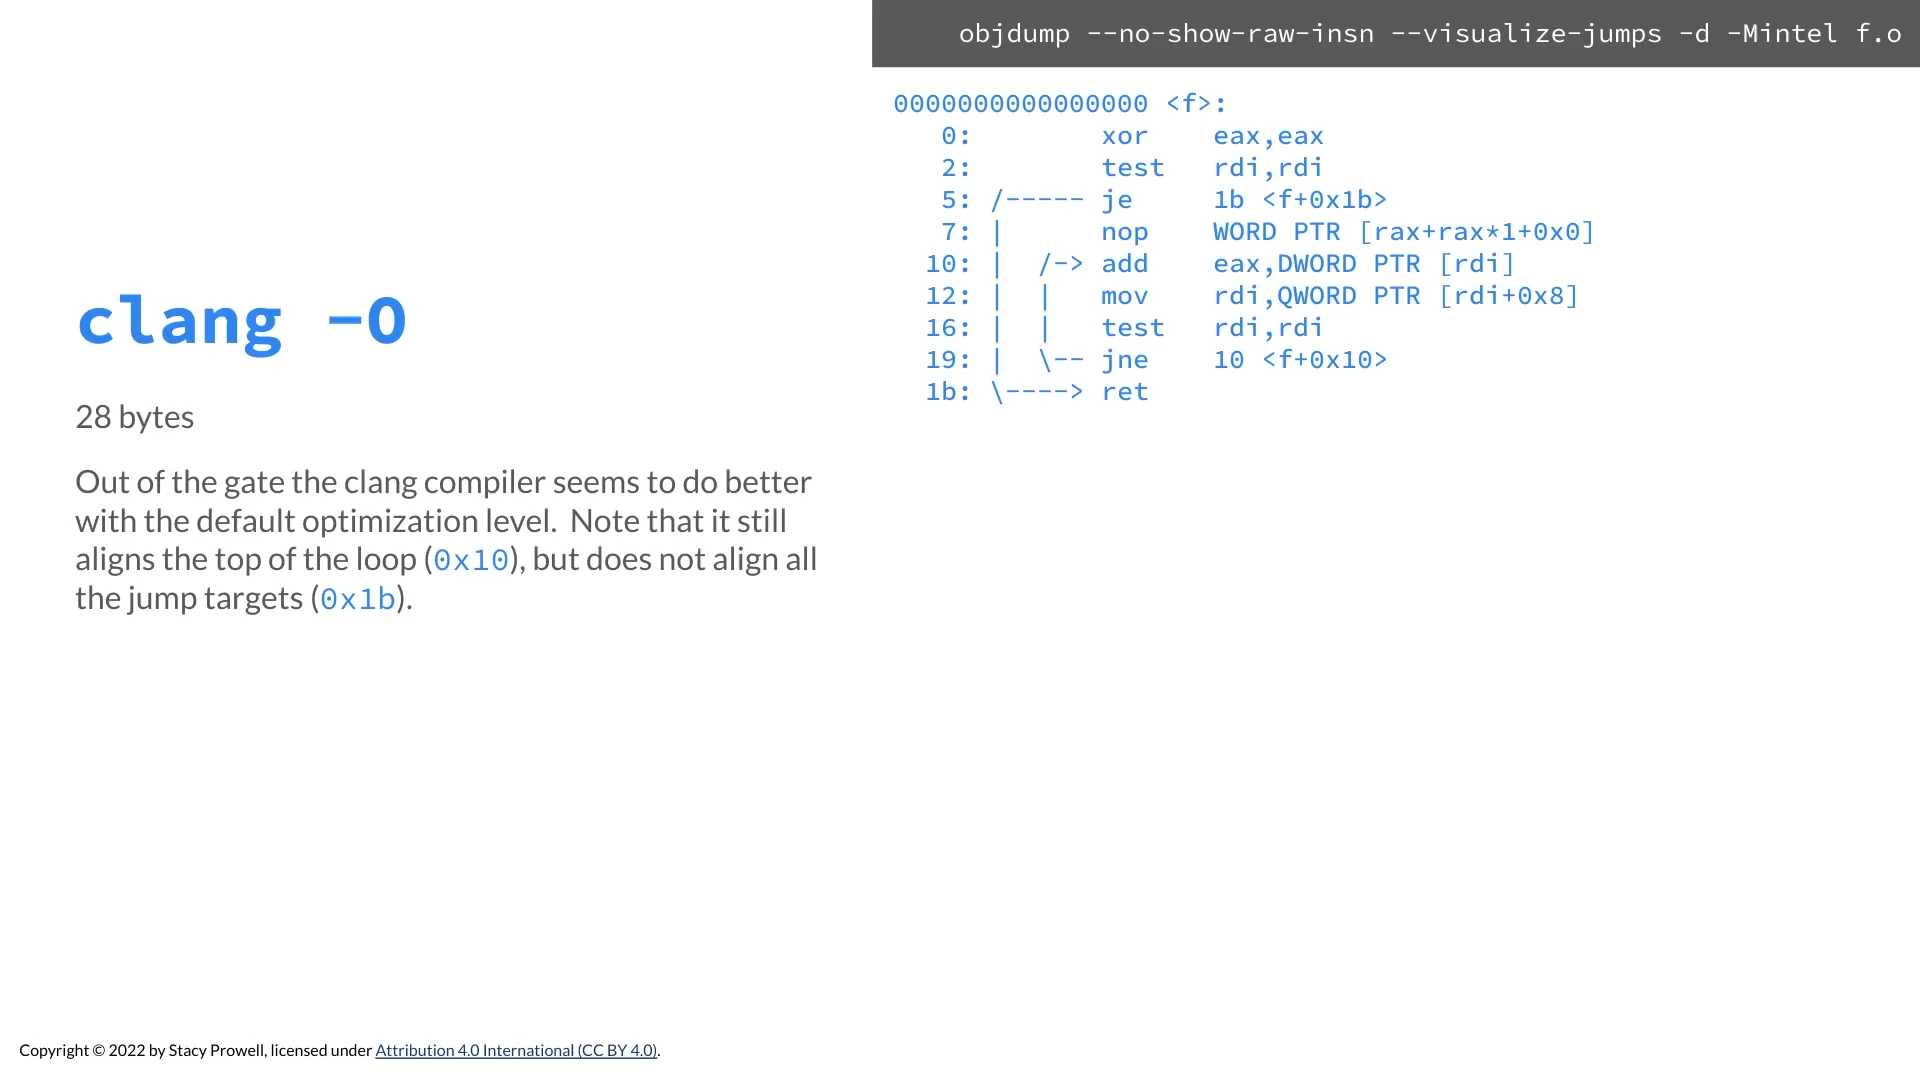 objdump --no-show-raw-insn --visualize-jumps -d -Mintel f.o
0000000000000000 <f>:
   0:        xor    eax,eax
   2:        test   rdi,rdi
   5: /----- je     1b <f+0x1b>
   7: |      nop    WORD PTR [rax+rax*1+0x0]
  10: |  /-> add    eax,DWORD PTR [rdi]
  12: |  |   mov    rdi,QWORD PTR [rdi+0x8]
  16: |  |   test   rdi,rdi
  19: |  \-- jne    10 <f+0x10>
  1b: \----> ret
clang -O
28 bytes
Out of the gate the clang compiler seems to do better
with the default optimization level.  Note that it still
aligns the top of the loop (0x10), but does not align all
the jump targets (0x1b).
Copyright © 2022 by Stacy Prowell, licensed under Attribution 4.0 International (CC BY 4.0).